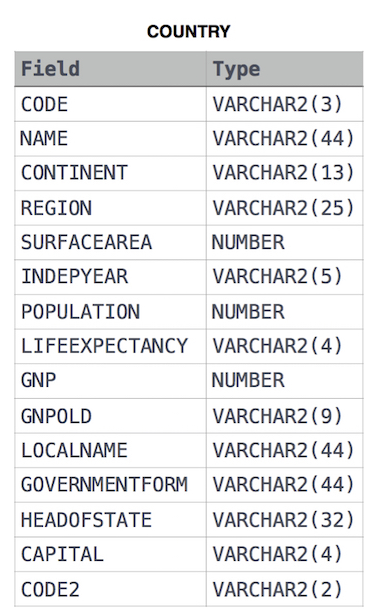 COUNTRY
Field Type
CODE VARCHAR2(3)
NAME VARCHAR2(44)
CONTINENT VARCHAR2(13)
REGION VARCHAR2(25)
SURFACEAREA NUMBER
INDEPYEAR VARCHAR2(5)
POPULATION NUMBER
LIFEEXPECTANCY VARCHAR2(4)
GNP NUMBER
GNPOLD VARCHAR2(9)
LOCALNAME VARCHAR2(44)
GOVERNMENTFORM VARCHAR2(44)
HEADOFSTATE VARCHAR2(32)
CAPITAL VARCHAR2(4)
CODE2 VARCHAR2(2)